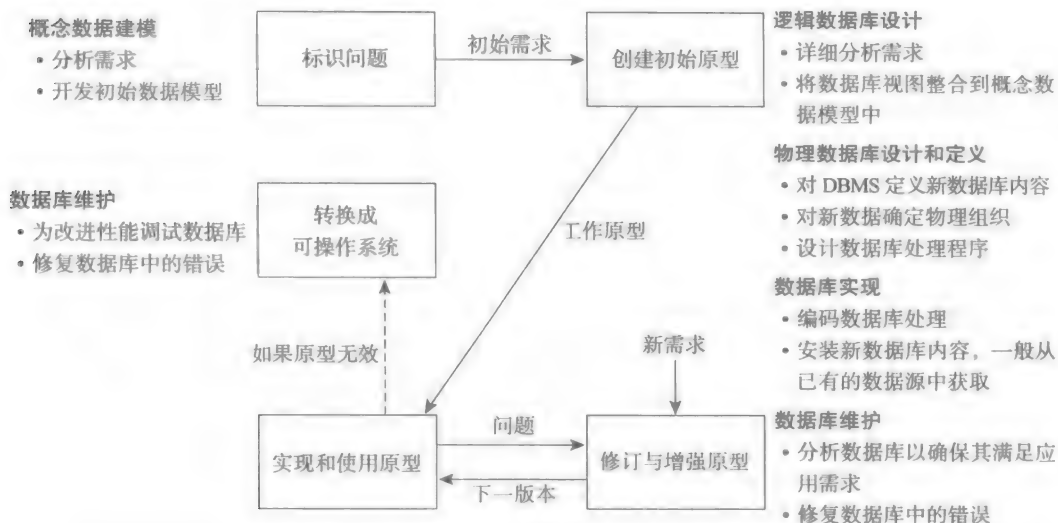 概念数据建模
• 分析需求
• 开发初始数据模型
标识问题
初始需求
创建初始原型
逻辑数据库设计
• 详细分析需求
• 将数据库视图整合到概念数
据模型中
物理数据库设计和定义
• 对 DBMS 定义新数据库内容
• 对新数据确定物理组织
• 设计数据库处理程序
数据库维护
• 为改进性能调试数据库
• 修复数据库中的错误
转换成
可操作系统
工作原型
数据库实现
• 编码数据库处理
• 安装新数据库内容，一般从
已有的数据源中获取
如果原型无效
新需求
实现和使用原型
问题
下一版本
修订与增强原型
数据库维护
• 分析数据库以确保其满足应
用需求
• 修复数据库中的错误